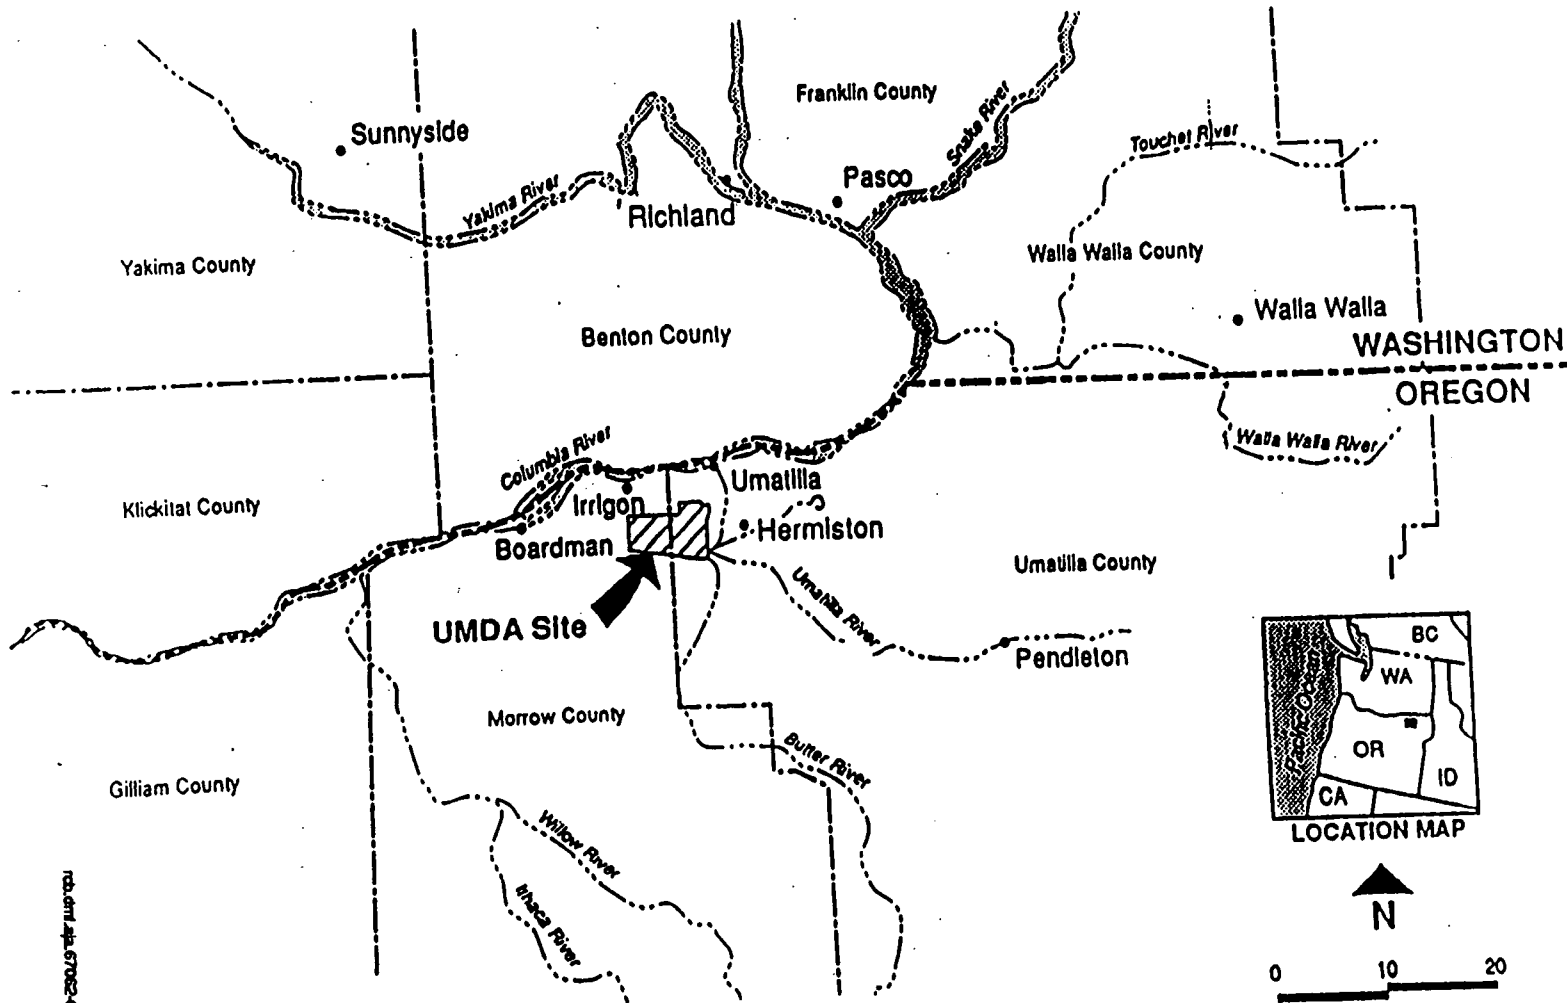 Franklin County
Snake River
Sunnyside
Touchet River
Pasco
Yakima River
Richland
Walla Walla County
Yakima County
Walla Walla
Benton County
WASHINGTON
OREGON
Columbia River
Walla Walla River
Umatilla
Klickitat County
Irrigon
Hermiston
Boardman
Umatilla County
Umatilla River
UMDA Site
Pendleton
BC
WA
Pacific Ocean
Morrow County
OR
Butter River
ID
Gilliam County
CA
Willow River
LOCATION MAP
Ithaca River
N
0 10 20